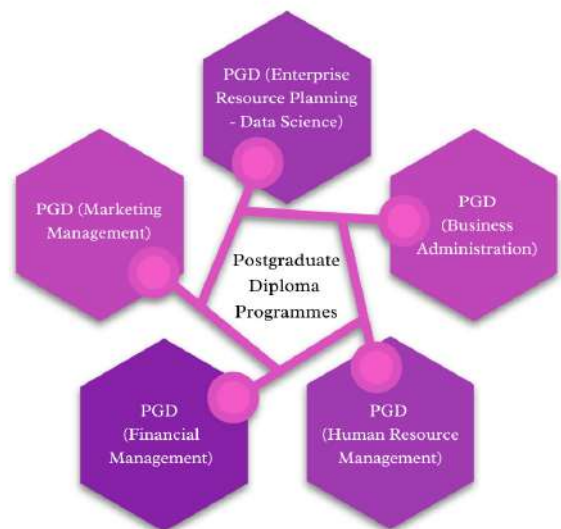 PGD (Enterprise
Resource Planning
- Data Science)
PGD (Marketing
Management)
PGD
(Business
Administration)
Postgraduate
Diploma
Programmes
PGD
(Financial
Management)
PGD
(Human Resource
Management)